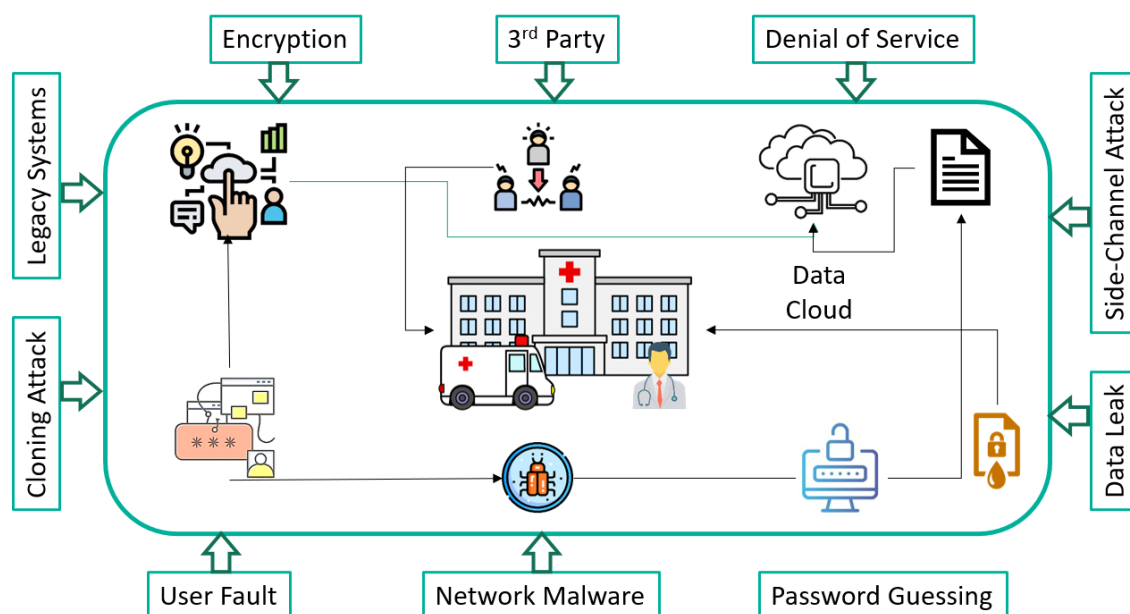 Encryption
3rd Party
Denial of Service
Legacy Systems
Side-Channel Attack
Data
Cloud
Cloning Attack
***
Data Leak
User Fault
Network Malware
Password Guessing